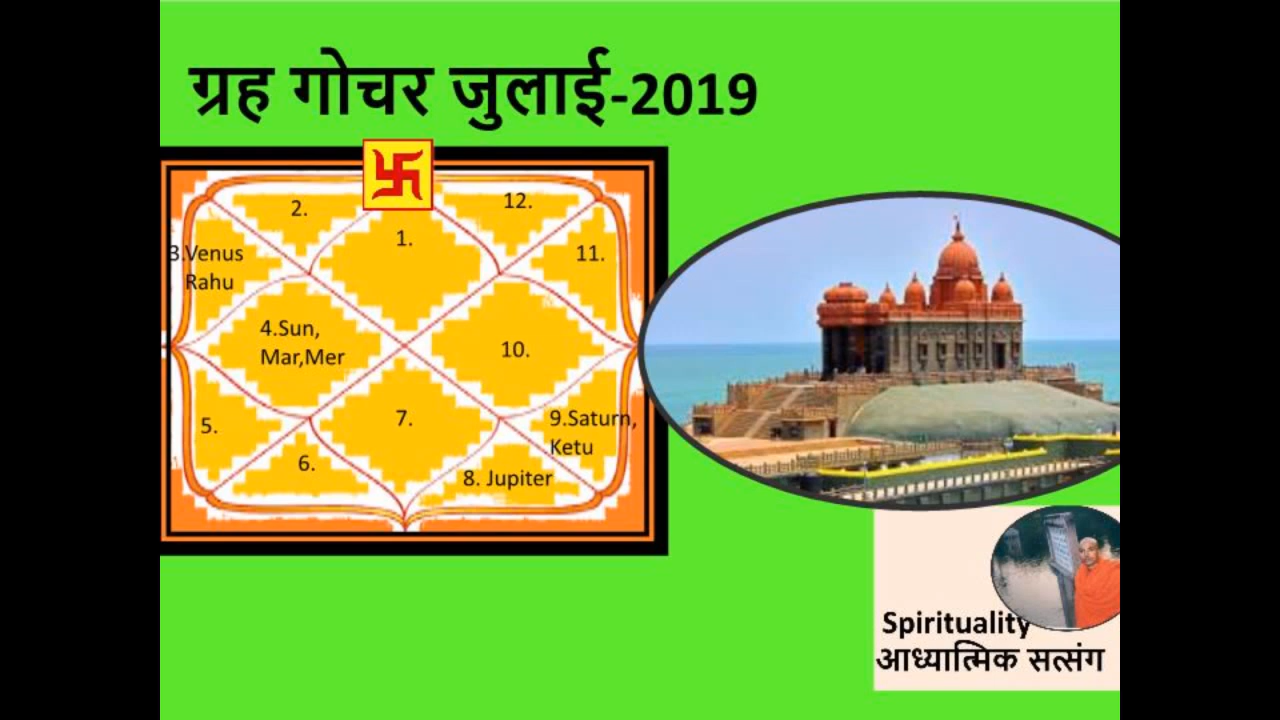 ग्रह गोचर जुलाई-2019
2.
12.
1.
3.Venus
Rahu
11.
4.Sun,
Mar,Mer
10.
5.
7.
9.Saturn,
Ketu
6.
8. Jupiter
Spirituality
आध्यात्मिक सत्संग